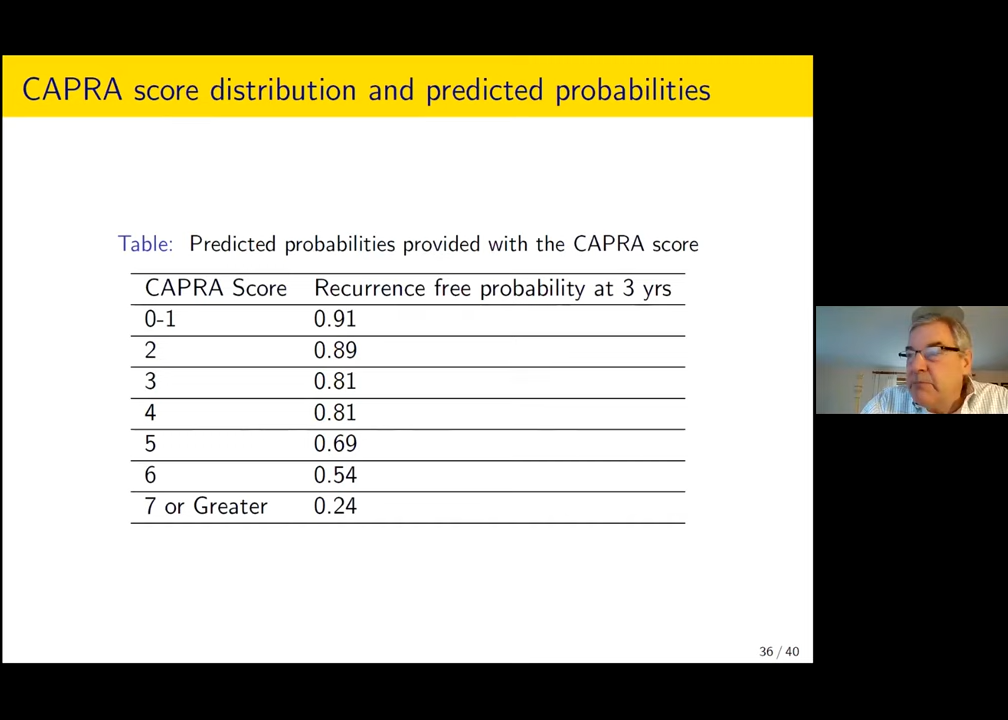 CAPRA score distribution and predicted probabilities
Table: Predicted probabilities provided with the CAPRA score
CAPRA Score Recurrence free probability at 3 yrs
0-1 0.91
2 0.89
3 0.81
4 0.81
5 0.69
6 0.54
7 or Greater 0.24
36 / 40